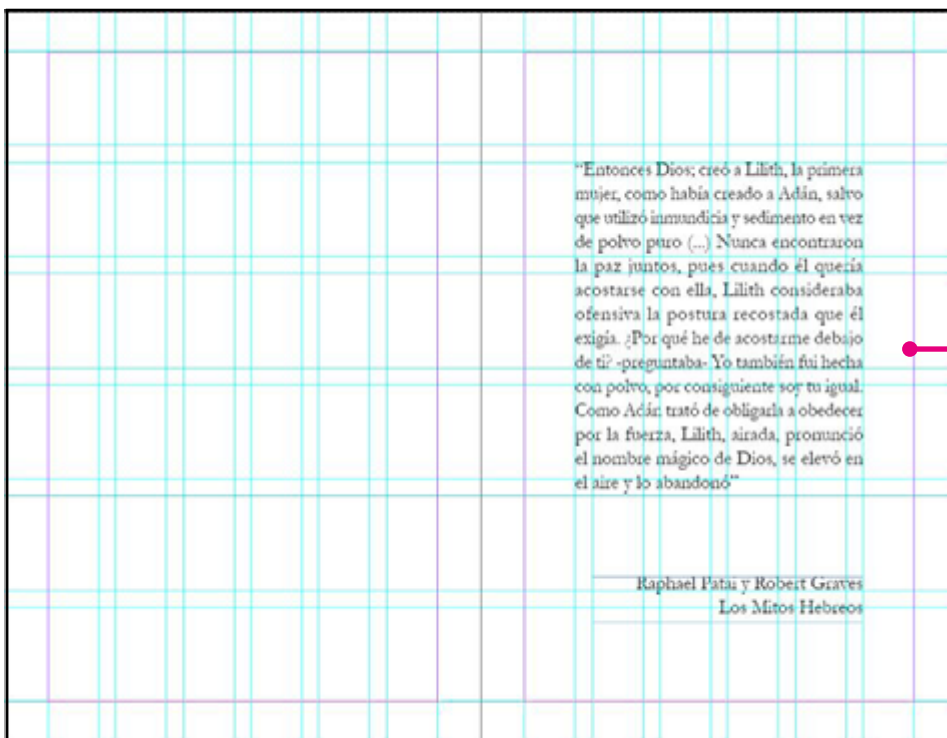 “Entonces Dios; creó a Lilith, la primera
mujer, como había creado a Adán, salvo
que utilizó inmundicia y sedimento en vez
de polvo puro (...) Nunca encontraron
la paz juntos, pues cuando él quería
acostarse con ella, Lilith consideraba
ofensiva la postura recostada que él
exigía. ¿Por qué he de acostarme debajo
de ti? -preguntaba- Yo también fui hecha
con polvo, por consiguiente soy tu igual.
Como Adán trató de obligarla a obedecer
por la fuerza, Lilith, airada, pronunció
el nombre mágico de Dios, se elevó en
el aire y lo abandonó”
Raphael Patai y Robert Graves
Los Mitos Hebreos